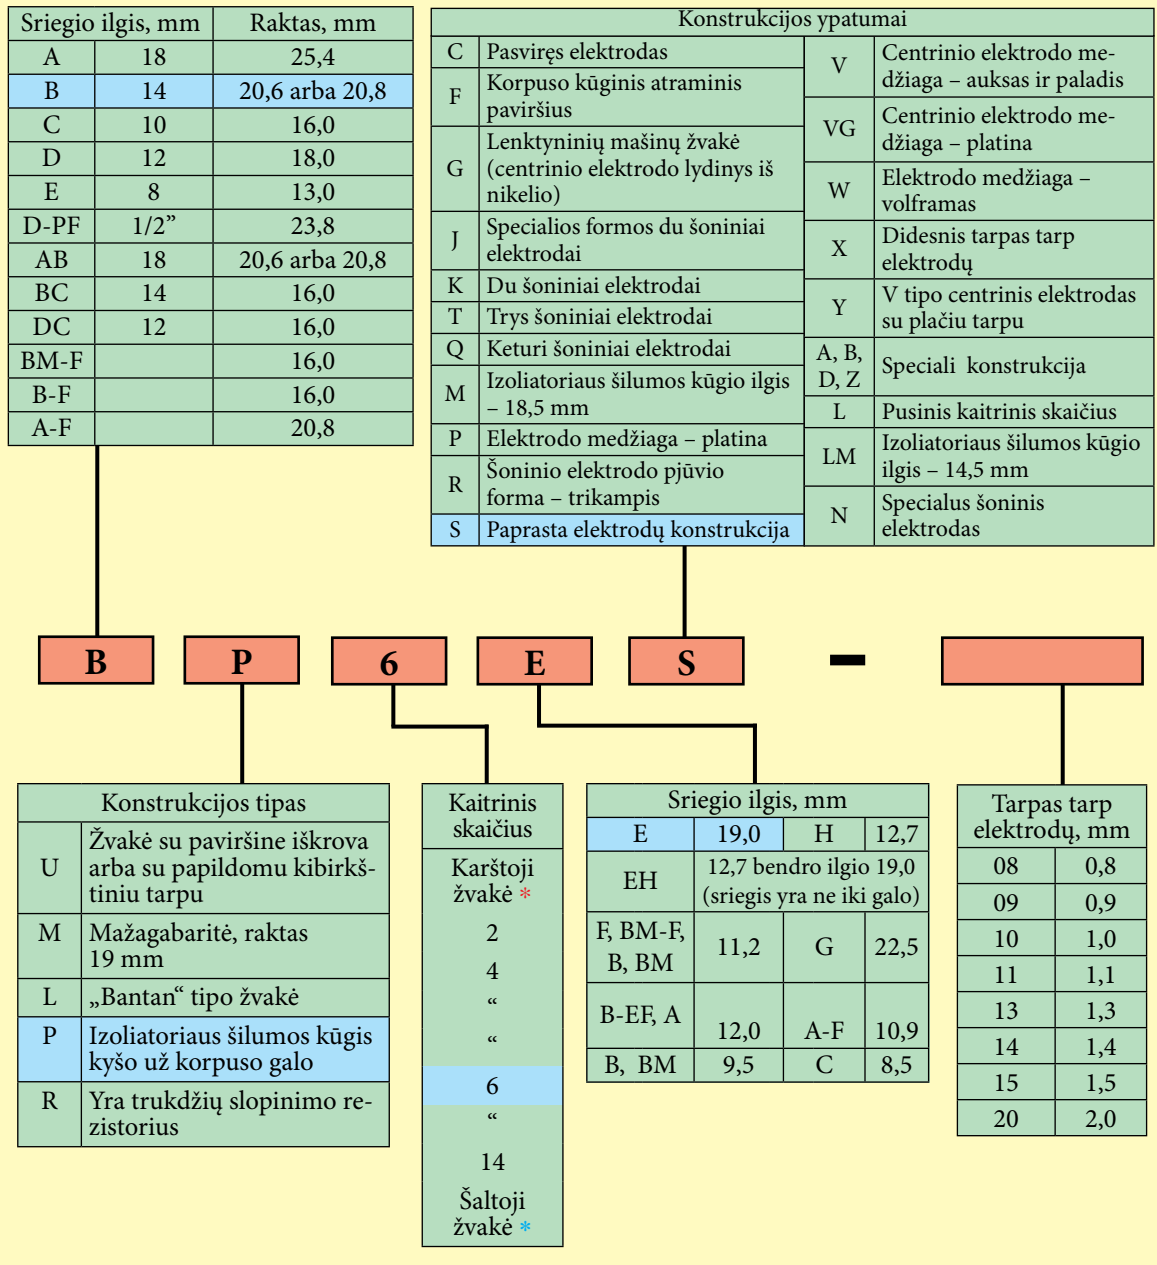 Sriegio ilgis, mm Raktas, mm
A 18 25,4
B 14 20,6 arba 20,8
C 10 16,0
D 12 18,0
E 8 13,0
D-PF 1/2” 23,8
AB 18 20,6 arba 20,8
BC 14 16,0
DC 12 16,0
BM-F 16,0
B-F 16,0
A-F 20,8
Konstrukcijos ypatumai
C Pasviręs elektrodas
F Korpuso kūginis atraminis
paviršius
G Lenktyninių mašinų žvakė
(centrinio elektrodo lydinys iš
nikelio)
J Specialios formos du šoniniai
elektrodai
K Du šoniniai elektrodai
T Trys šoniniai elektrodai
Q Keturi šoniniai elektrodai
M Izoliatoriaus šilumos kūgio ilgis
– 18,5 mm
P Elektrodo medžiaga – platina
R Šoninio elektrodo pjūvio
forma – trikampis
S Paprasta elektrodų konstrukcija
V Centrinio elektrodo me-
džiaga – auksas ir paladis
VG Centrinio elektrodo me-
džiaga – platina
W Elektrodo medžiaga –
volframas
X Didesnis tarpas tarp
elektrodų
Y V tipo centrinis elektrodas
su plačiu tarpu
A, B,
D, Z Speciali konstrukcija
L Pusinis kaitrinis skaičius
LM Izoliatoriaus šilumos kūgio
ilgis – 14,5 mm
N Specialus šoninis
elektrodas
B P 6 E S –
Konstrukcijos tipas
U Žvakė su paviršine iškrova
arba su papildomu kibirkš-
tiniu tarpu
M Mažagabaritė, raktas
19 mm
L „Bantan“ tipo žvakė
P Izoliatoriaus šilumos kūgis
kyšo už korpuso galo
R Yra trukdžių slopinimo re-
zistorius
Kaitrinis
skaičius
Karštoji
žvakė *
2
4
“
“
6
“
14
Šaltoji
žvakė *
Sriegio ilgis, mm
E 19,0 H 12,7
EH 12,7 bendro ilgio 19,0
(sriegis yra ne iki galo)
F, BM-F,
B, BM 11,2 G 22,5
B-EF, A 12,0 A-F 10,9
B, BM 9,5 C 8,5
Tarpas tarp
elektrodų, mm
08 0,8
09 0,9
10 1,0
11 1,1
13 1,3
14 1,4
15 1,5
20 2,0